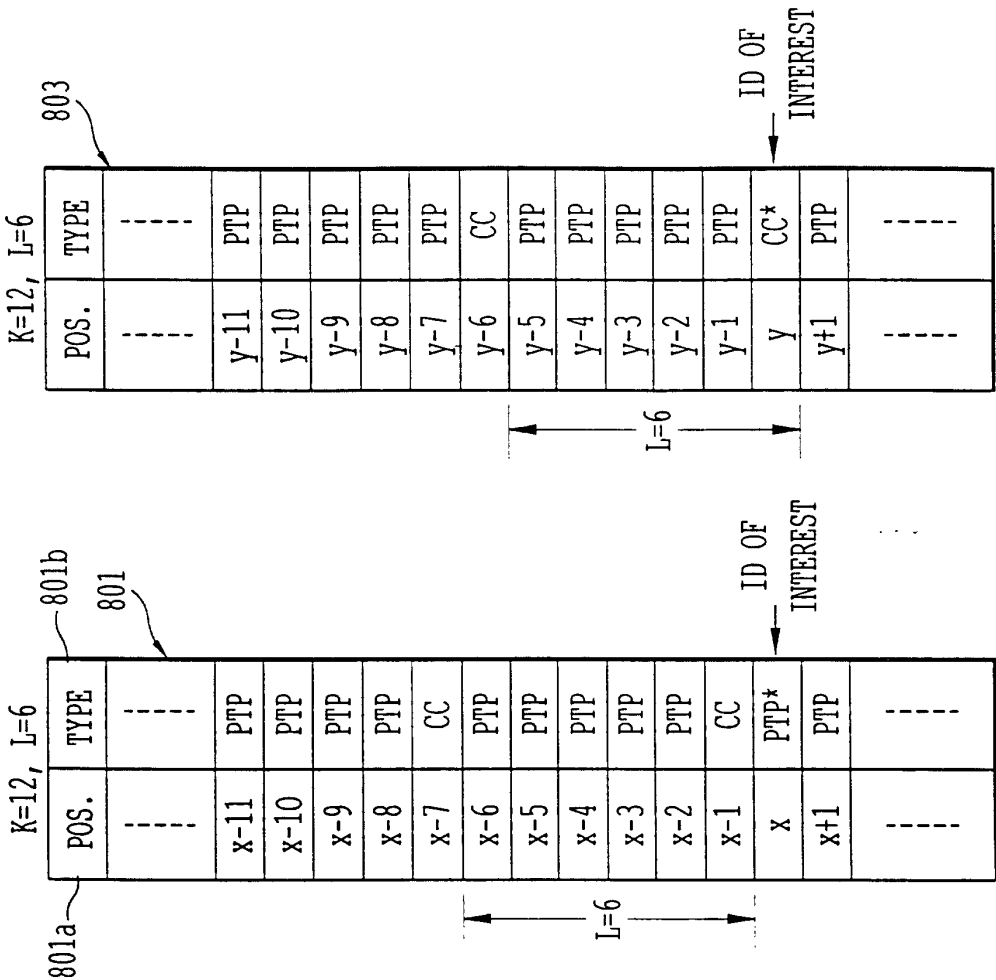 K=12, L=6
801a
801b
801
POS. TYPE
----- -----
x-11 PTP
x-10 PTP
x-9 PTP
x-8 PTP
x-7 CC
x-6 PTP
x-5 PTP
x-4 PTP
x-3 PTP
x-2 PTP
x-1 CC
x PTP*
x+1 PTP
----- -----
L=6
ID OF
INTEREST
K=12, L=6
803
POS. TYPE
----- -----
y-11 PTP
y-10 PTP
y-9 PTP
y-8 PTP
y-7 PTP
y-6 CC
y-5 PTP
y-4 PTP
y-3 PTP
y-2 PTP
y-1 PTP
y CC*
y+1 PTP
----- -----
L=6
ID OF
INTEREST